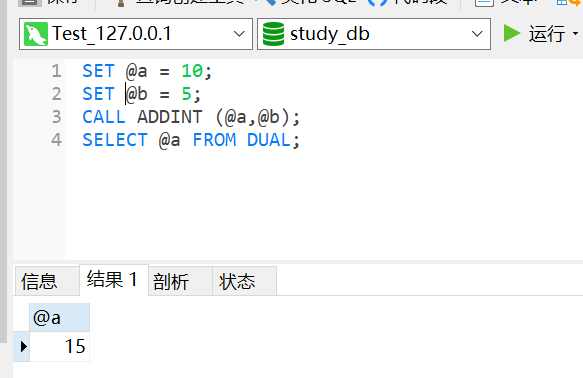 Test_127.0.0.1
study_db
运行
1 SET @a = 10;
2 SET @b = 5;
3 CALL ADDINT (@a,@b);
4 SELECT @a FROM DUAL;
信息 结果 1 剖析 状态
@a
15